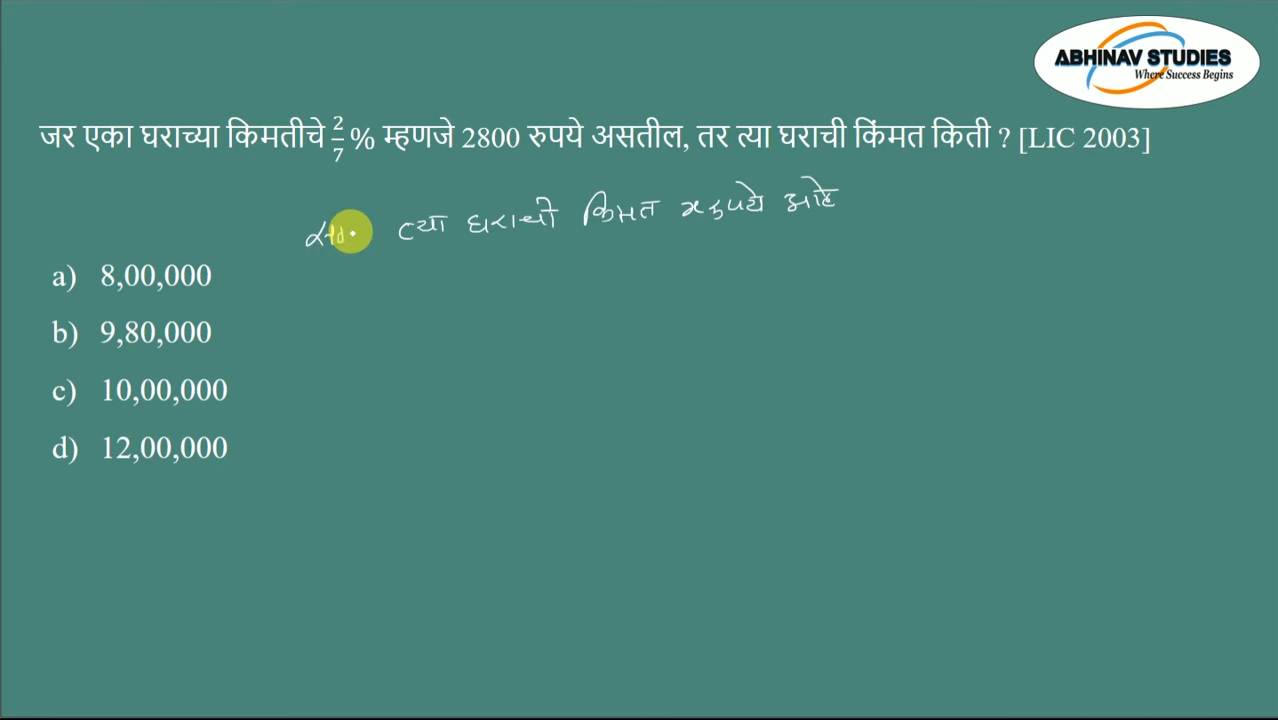 ABHINAV STUDIES
Where Success Begins
जर एका घराच्या किमतीचे 2/7 % म्हणजे 2800 रुपये असतील, तर त्या घराची किंमत किती ? [LIC 2003]
त्या घराची किंमत x रुपये आहे
a) 8,00,000
b) 9,80,000
c) 10,00,000
d) 12,00,000